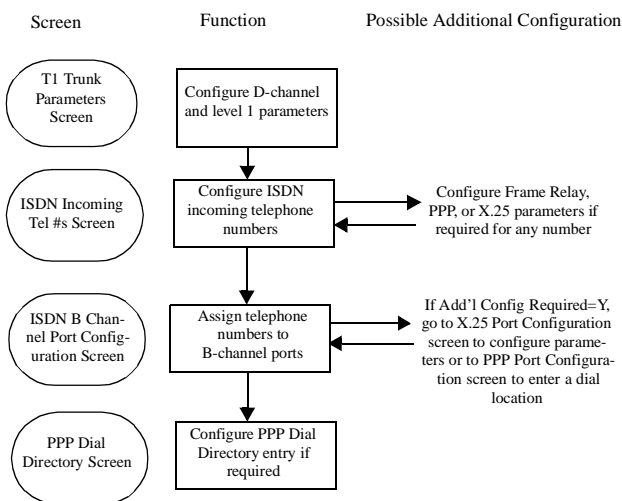 Screen
Function
Possible Additional Configuration
T1 Trunk
Parameters
Screen
Configure D-channel
and level 1 parameters
ISDN Incoming
Tel #s Screen
Configure ISDN
incoming telephone
numbers
Configure Frame Relay,
PPP, or X.25 parameters if
required for any number
ISDN B Chan-
nel Port Config-
uration Screen
Assign telephone
numbers to
B-channel ports
If Add’l Config Required=Y,
go to X.25 Port Configuration
screen to configure parame-
ters or to PPP Port Configura-
tion screen to enter a dial
location
PPP Dial
Directory Screen
Configure PPP Dial
Directory entry if
required